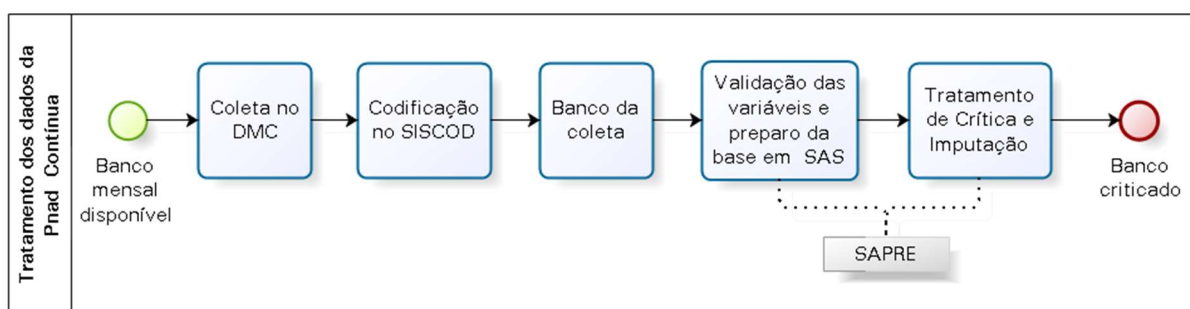 Tratamento dos dados da
Pnad Contínua
Banco
mensal
disponível
Coleta no
DMC
Codificação
no SISCOD
Banco da
coleta
Validação das
variáveis e
preparo da
base em SAS
Tratamento
de Crítica e
Imputação
Banco
criticado
SAPRE